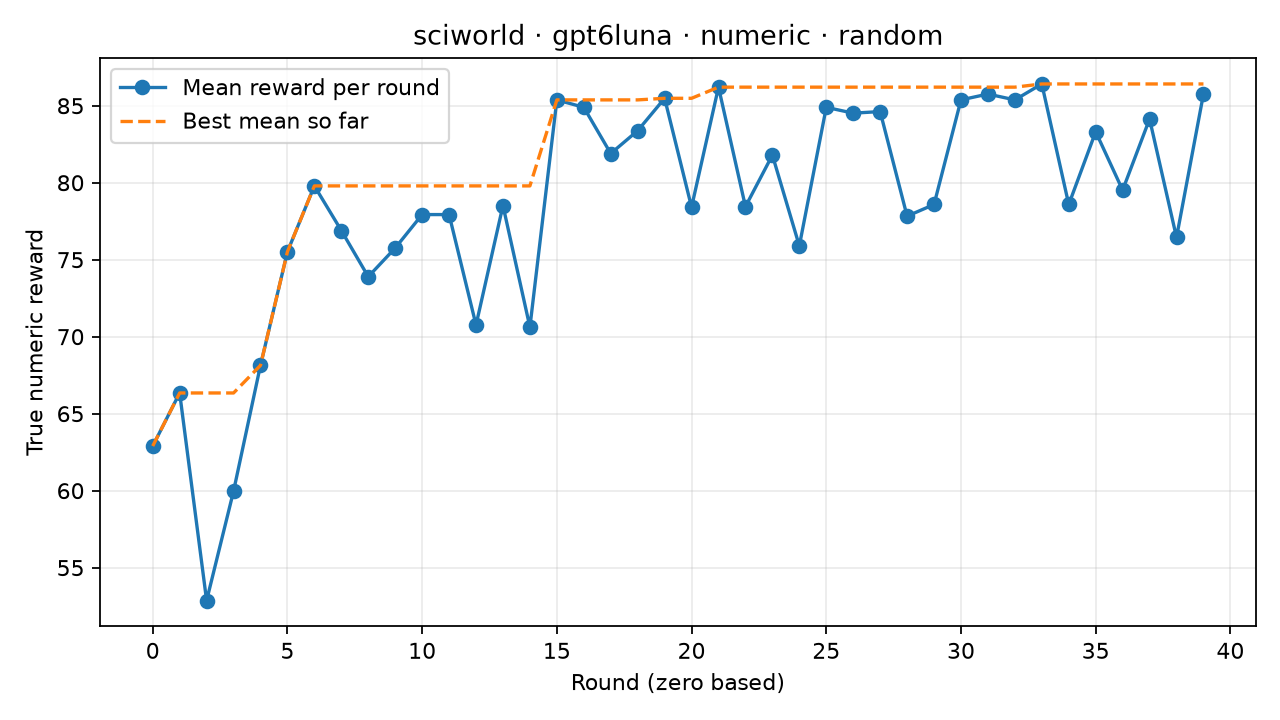 sciworld · gpt6luna · numeric · random
Mean reward per round
Best mean so far
True numeric reward
85
80
75
70
65
60
55
0 5 10 15 20 25 30 35 40
Round (zero based)